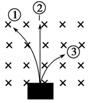 ②
①
× × × ×
× × × ×
③
× × × ×
× × × ×